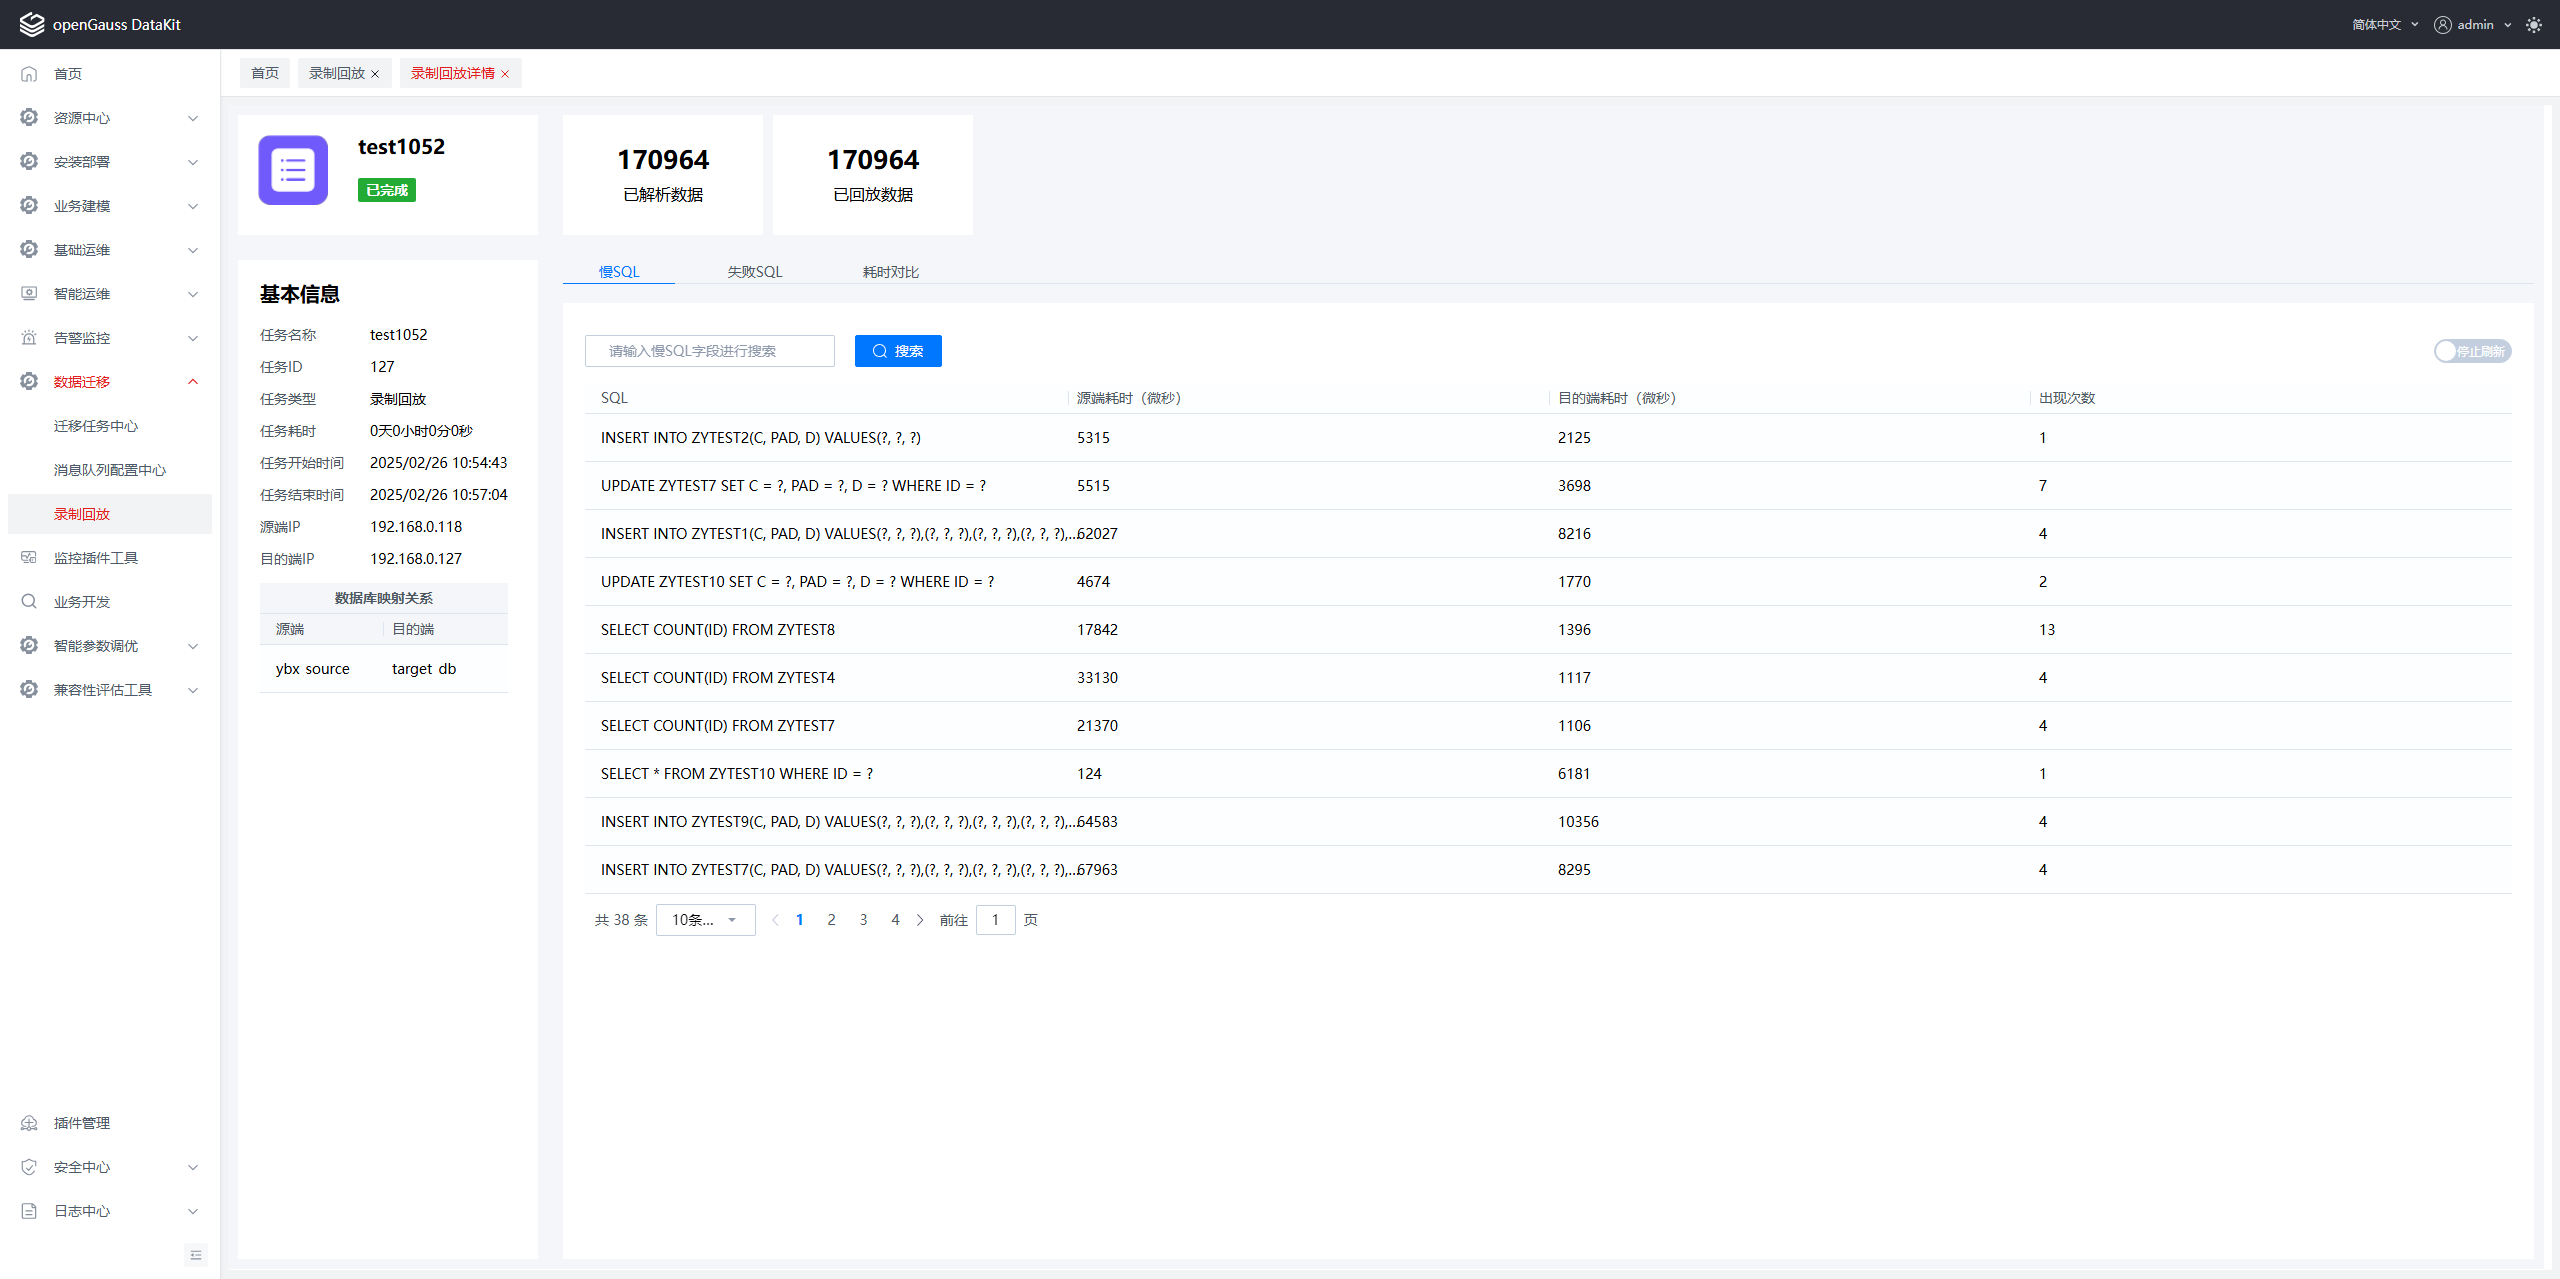 openGauss DataKit
简体中文
admin
首页
资源中心
安装部署
业务建模
基础运维
智能运维
告警监控
数据迁移
迁移任务中心
消息队列配置中心
录制回放
监控插件工具
业务开发
智能参数调优
兼容性评估工具
插件管理
安全中心
日志中心
首页 录制回放 录制回放详情
test1052
已完成
170964
已解析数据
170964
已回放数据
基本信息
任务名称 test1052
任务ID 127
任务类型 录制回放
任务耗时 0天0小时0分0秒
任务开始时间 2025/02/26 10:54:43
任务结束时间 2025/02/26 10:57:04
源端IP 192.168.0.118
目的端IP 192.168.0.127
数据库映射关系
源端 目的端
ybx_source target_db
慢SQL 失败SQL 耗时对比
请输入慢SQL字段进行搜索 搜索 停止刷新
SQL 源端耗时（微秒） 目的端耗时（微秒） 出现次数
INSERT INTO ZYTEST2(C, PAD, D) VALUES(?, ?, ?) 5315 2125 1
UPDATE ZYTEST7 SET C = ?, PAD = ?, D = ? WHERE ID = ? 5515 3698 7
INSERT INTO ZYTEST1(C, PAD, D) VALUES(?, ?, ?),(?, ?, ?),(?, ?, ?),(?, ?, ?),... 62027 8216 4
UPDATE ZYTEST10 SET C = ?, PAD = ?, D = ? WHERE ID = ? 4674 1770 2
SELECT COUNT(ID) FROM ZYTEST8 17842 1396 13
SELECT COUNT(ID) FROM ZYTEST4 33130 1117 4
SELECT COUNT(ID) FROM ZYTEST7 21370 1106 4
SELECT * FROM ZYTEST10 WHERE ID = ? 124 6181 1
INSERT INTO ZYTEST9(C, PAD, D) VALUES(?, ?, ?),(?, ?, ?),(?, ?, ?),(?, ?, ?),... 64583 10356 4
INSERT INTO ZYTEST7(C, PAD, D) VALUES(?, ?, ?),(?, ?, ?),(?, ?, ?),(?, ?, ?),... 67963 8295 4
共 38 条 10条... 1 2 3 4 前往 1 页